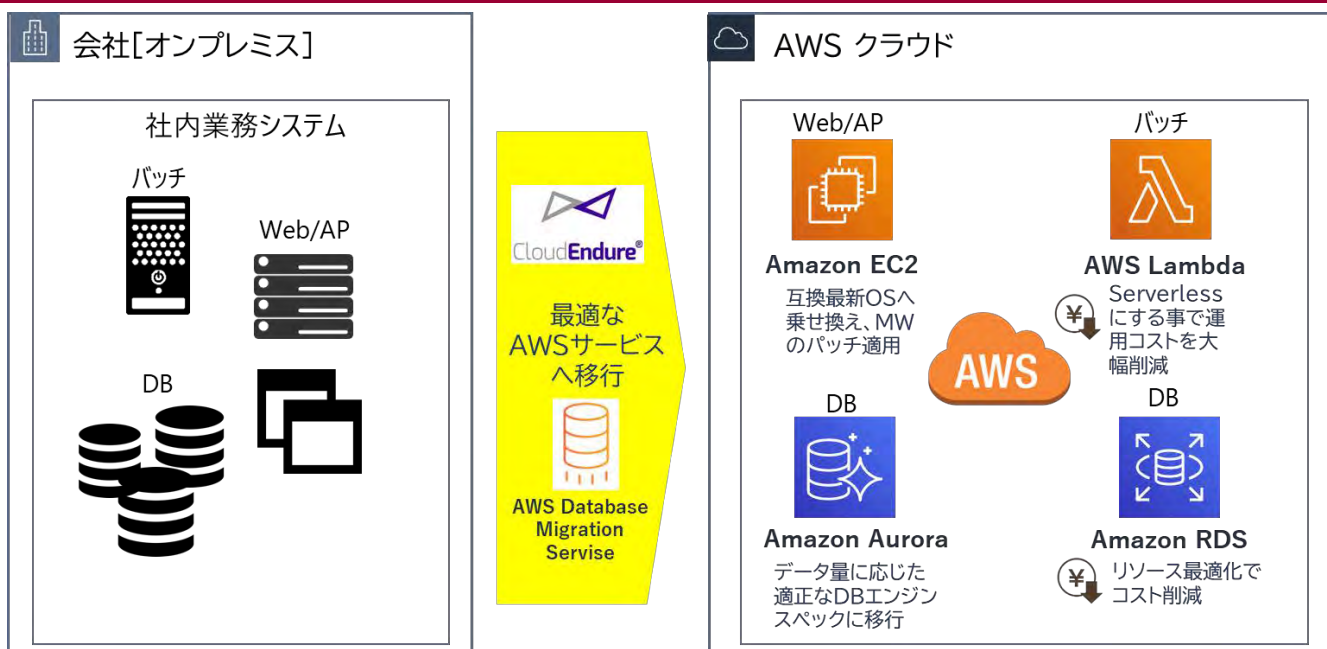 会社[オンプレミス]
社内業務システム
バッチ
Web/AP
DB
CloudEndure®
最適な
AWSサービス
へ移行
AWS Database
Migration
Servise
AWS クラウド
Web/AP
Amazon EC2
互換最新OSへ
乗せ換え、MW
のパッチ適用
バッチ
AWS Lambda
¥
Serverless
にする事で運
用コストを大
幅削減
AWS
DB
Amazon Aurora
データ量に応じた
適正なDBエンジン
スペックに移行
DB
Amazon RDS
¥
リソース最適化で
コスト削減